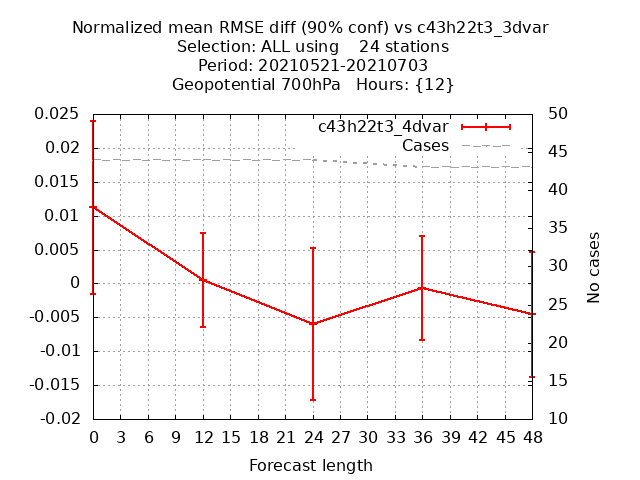 Normalized mean RMSE diff (90% conf) vs c43h22t3_3dvar
Selection: ALL using    24 stations
Period: 20210521-20210703
Geopotential 700hPa   Hours: {12}
c43h22t3_4dvar
Cases
0.025
0.02
0.015
0.01
0.005
0
-0.005
-0.01
-0.015
-0.02
50
45
40
35
30
25
20
15
10
No cases
0 3 6 9 12 15 18 21 24 27 30 33 36 39 42 45 48
Forecast length